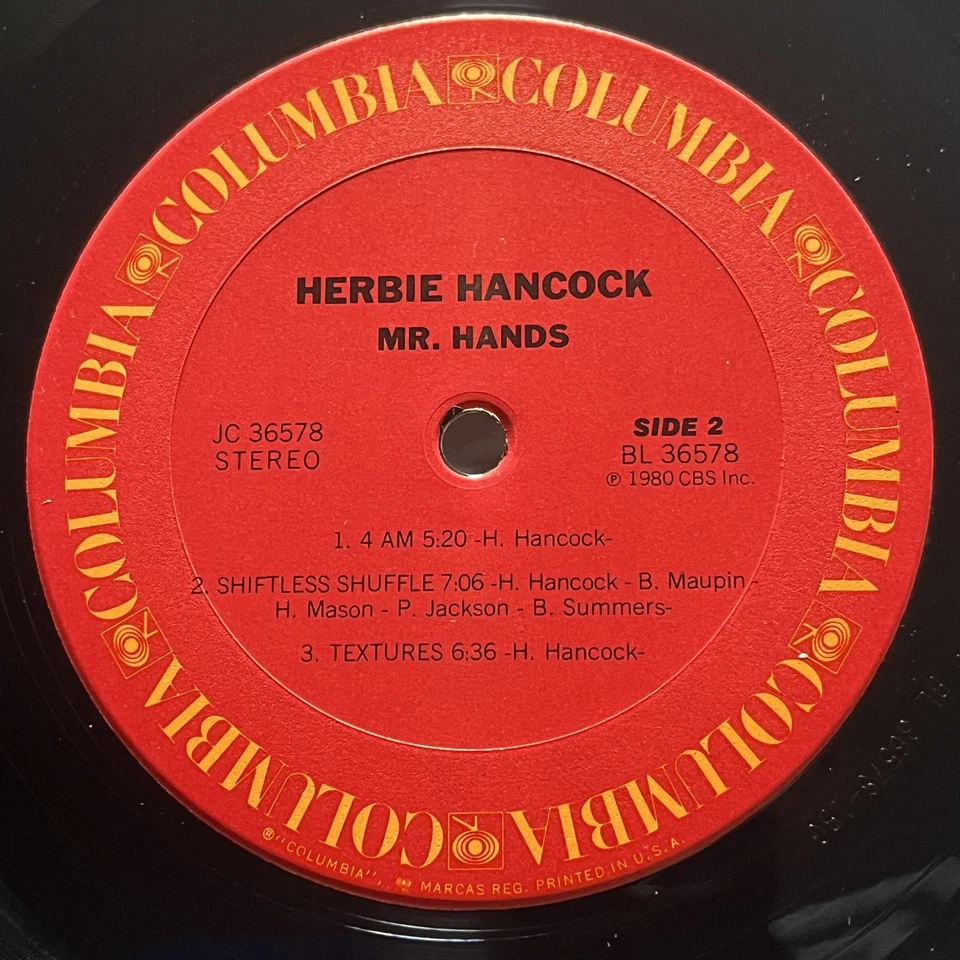 COLUMBIA COLUMBIA COLUMBIA COLUMBIA COLUMBIA COLUMBIA
HERBIE HANCOCK
MR. HANDS
JC 36578
STEREO
SIDE 2
BL 36578
℗ 1980 CBS Inc.
1. 4 AM 5:20 -H. Hancock-
2. SHIFTLESS SHUFFLE 7:06 -H. Hancock - B. Maupin -
H. Mason - P. Jackson - B. Summers-
3. TEXTURES 6:36 -H. Hancock-
®"COLUMBIA", MARCAS REG. PRINTED IN U.S.A.